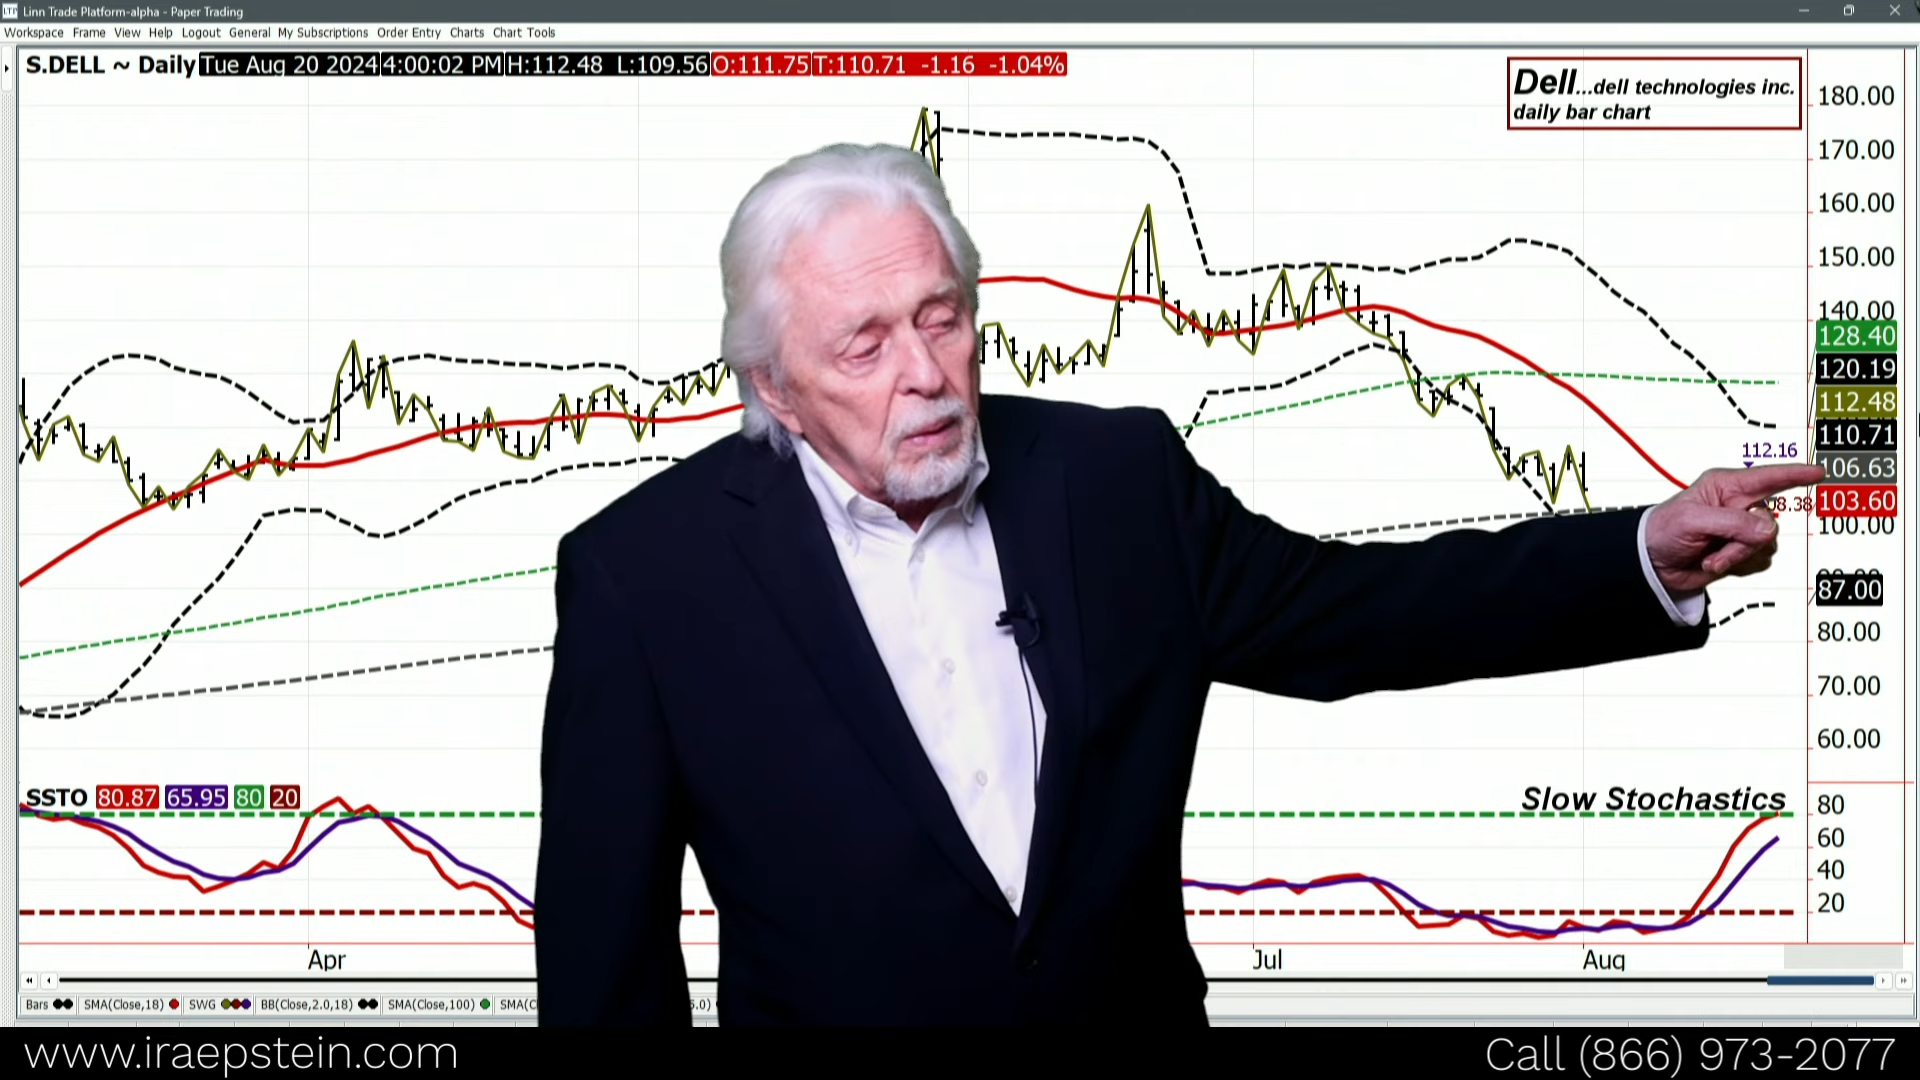 Linn Trade Platform-alpha - Paper Trading
Workspace Frame View Help Logout General My Subscriptions Order Entry Charts Chart Tools
S.DELL ~ Daily Tue Aug 20 2024 4:00:02 PM H:112.48 L:109.56 O:111.75 T:110.71 -1.16 -1.04%
Dell...dell technologies inc.
daily bar chart
180.00
170.00
160.00
150.00
140.00
128.40
120.19
112.48
110.71
112.16
106.63
103.60
100.00
87.00
80.00
70.00
60.00
SSTO 80.87 65.95 80 20
Slow Stochastics
80
60
40
20
Apr Jul Aug
Bars SMA(Close,18) SWG BB(Close,2.0,18) SMA(Close,100)
www.iraepstein.com
Call (866) 973-2077